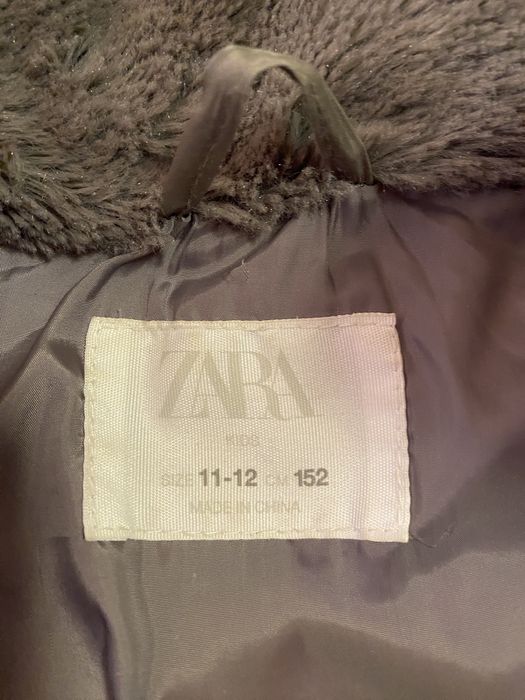 ZARA
KIDS
SIZE 11-12 CM 152
MADE IN CHINA